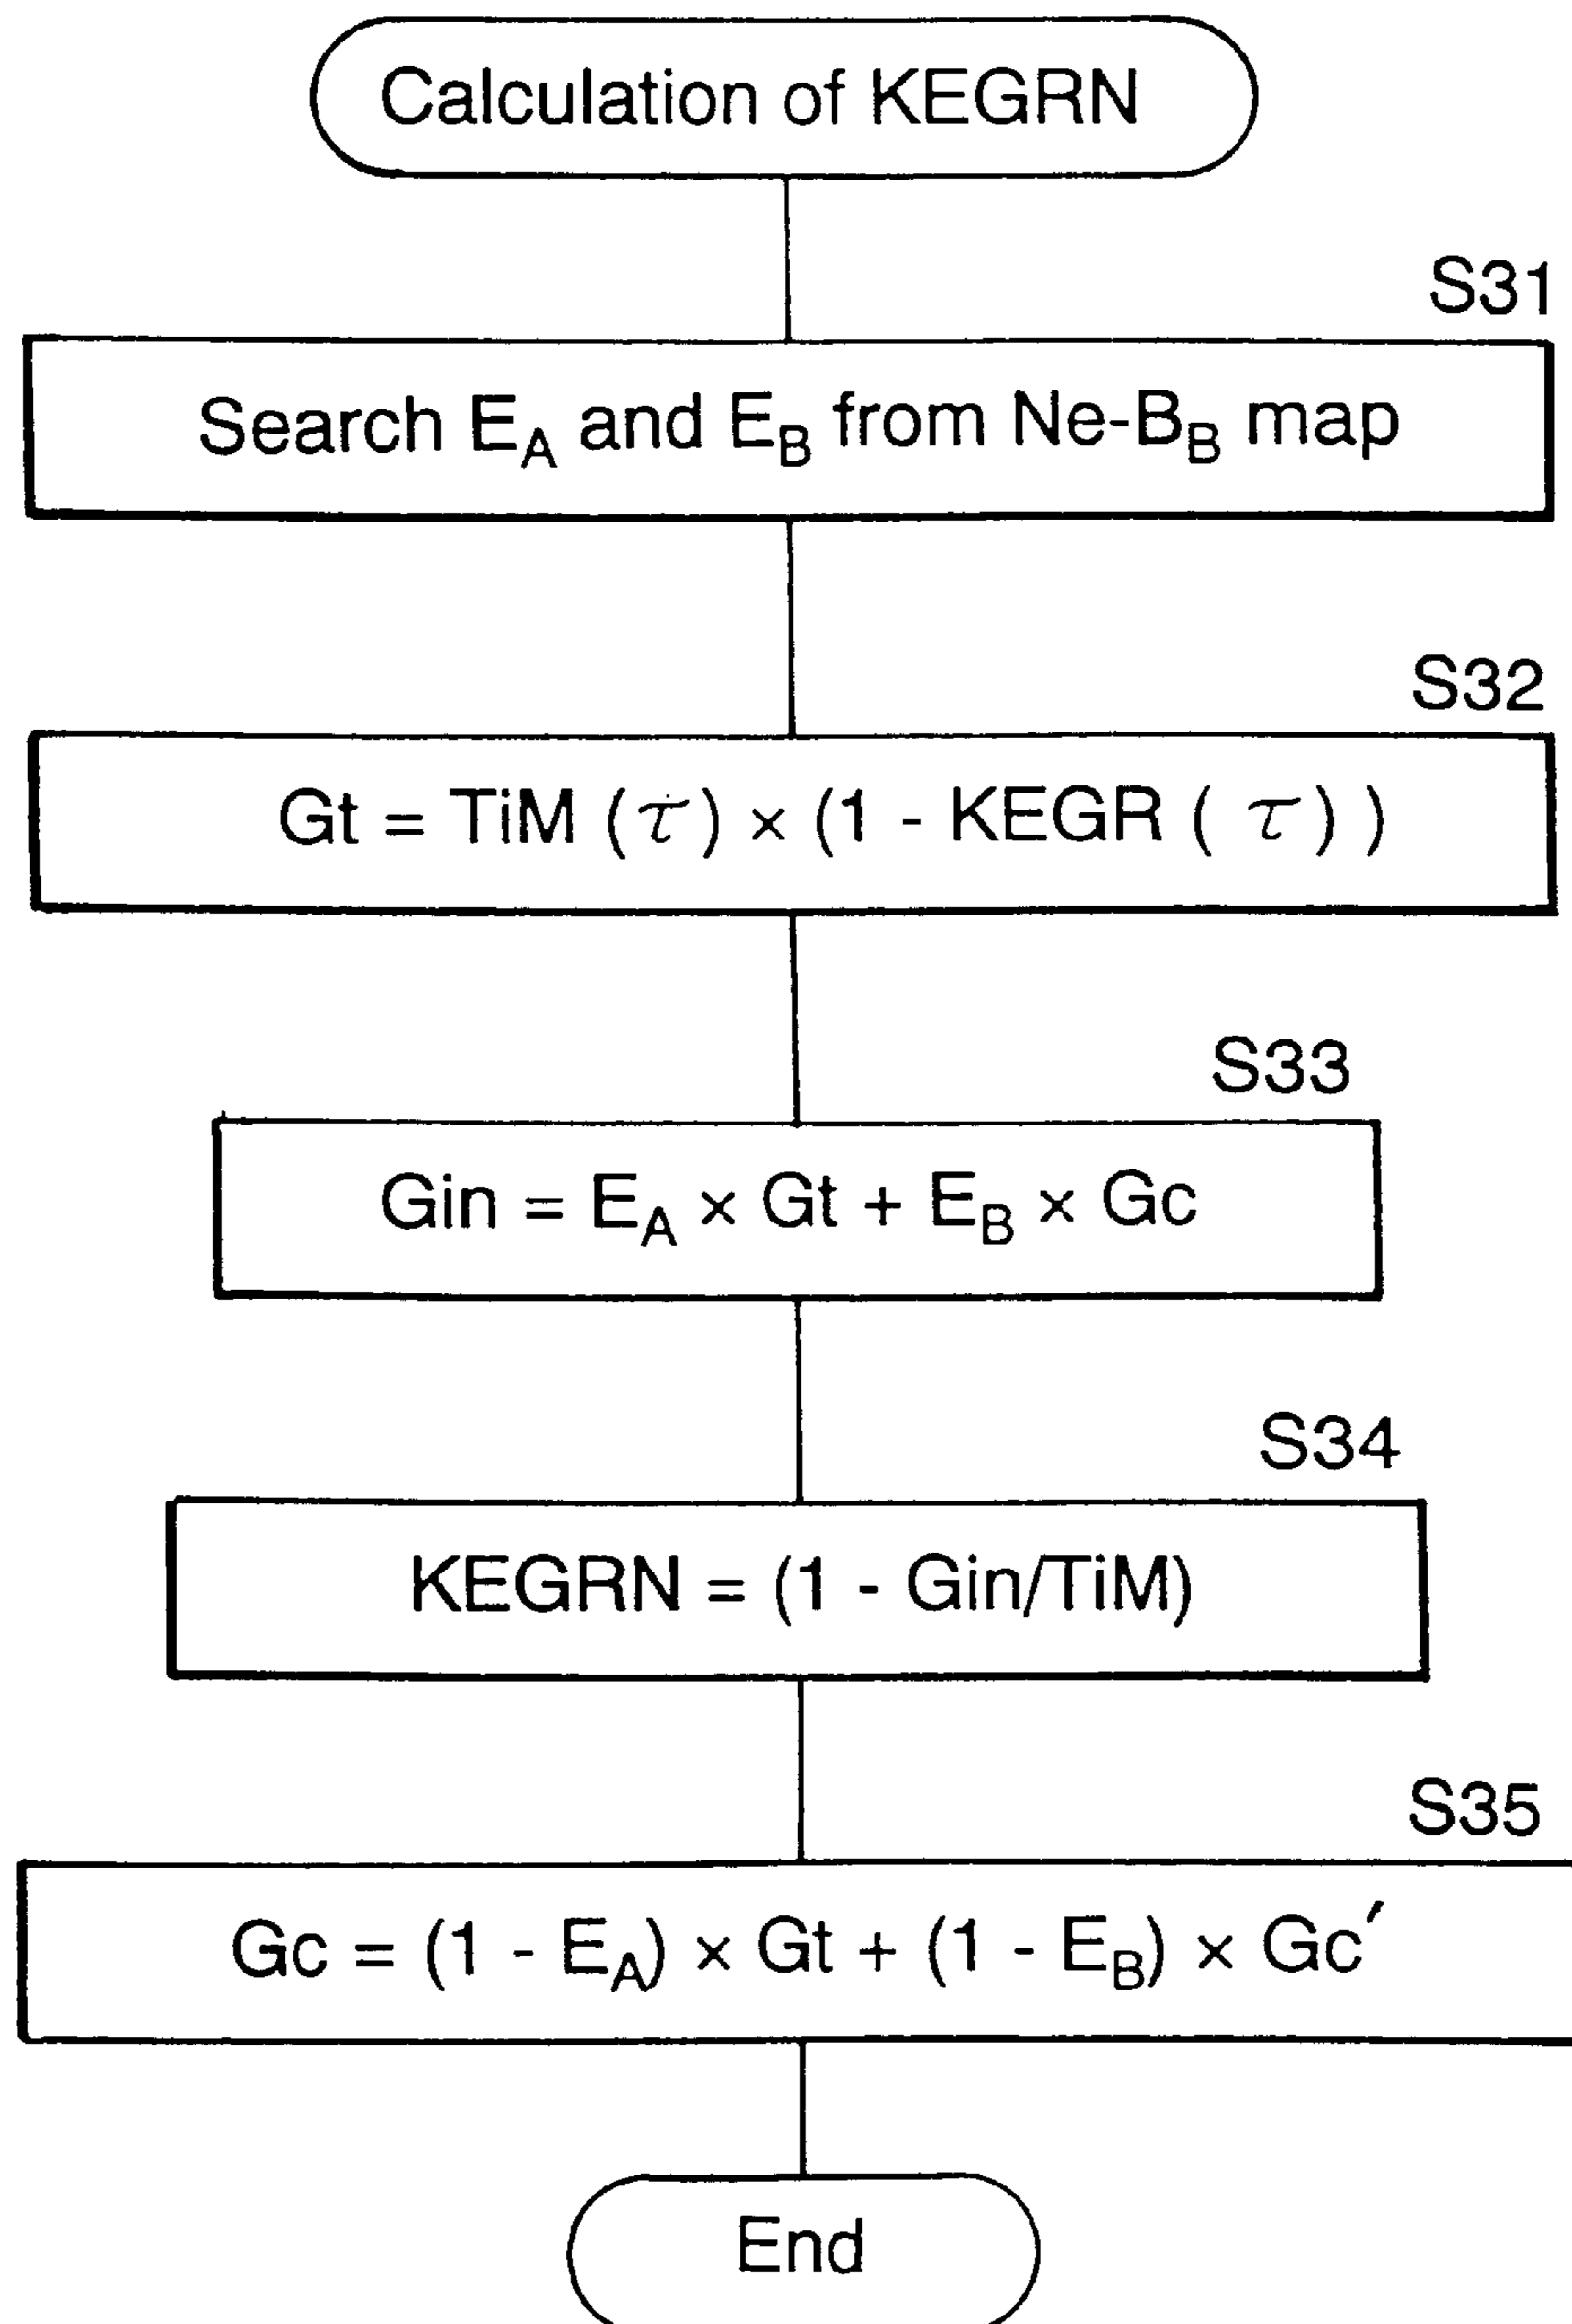 Calculation of KEGRN
S31
Search E_A and E_B from Ne-B_B map
S32
Gt = TiM (τ) × (1 - KEGR ( τ ) )
S33
Gin = E_A × Gt + E_B × Gc
S34
KEGRN = (1 - Gin/TiM)
S35
Gc = (1 - E_A) × Gt + (1 - E_B) × Gc′
End